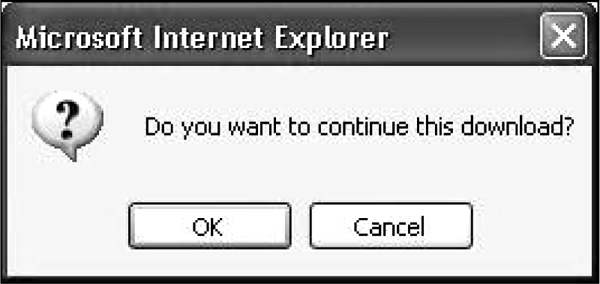 Microsoft Internet Explorer
Do you want to continue this download?
OK
Cancel